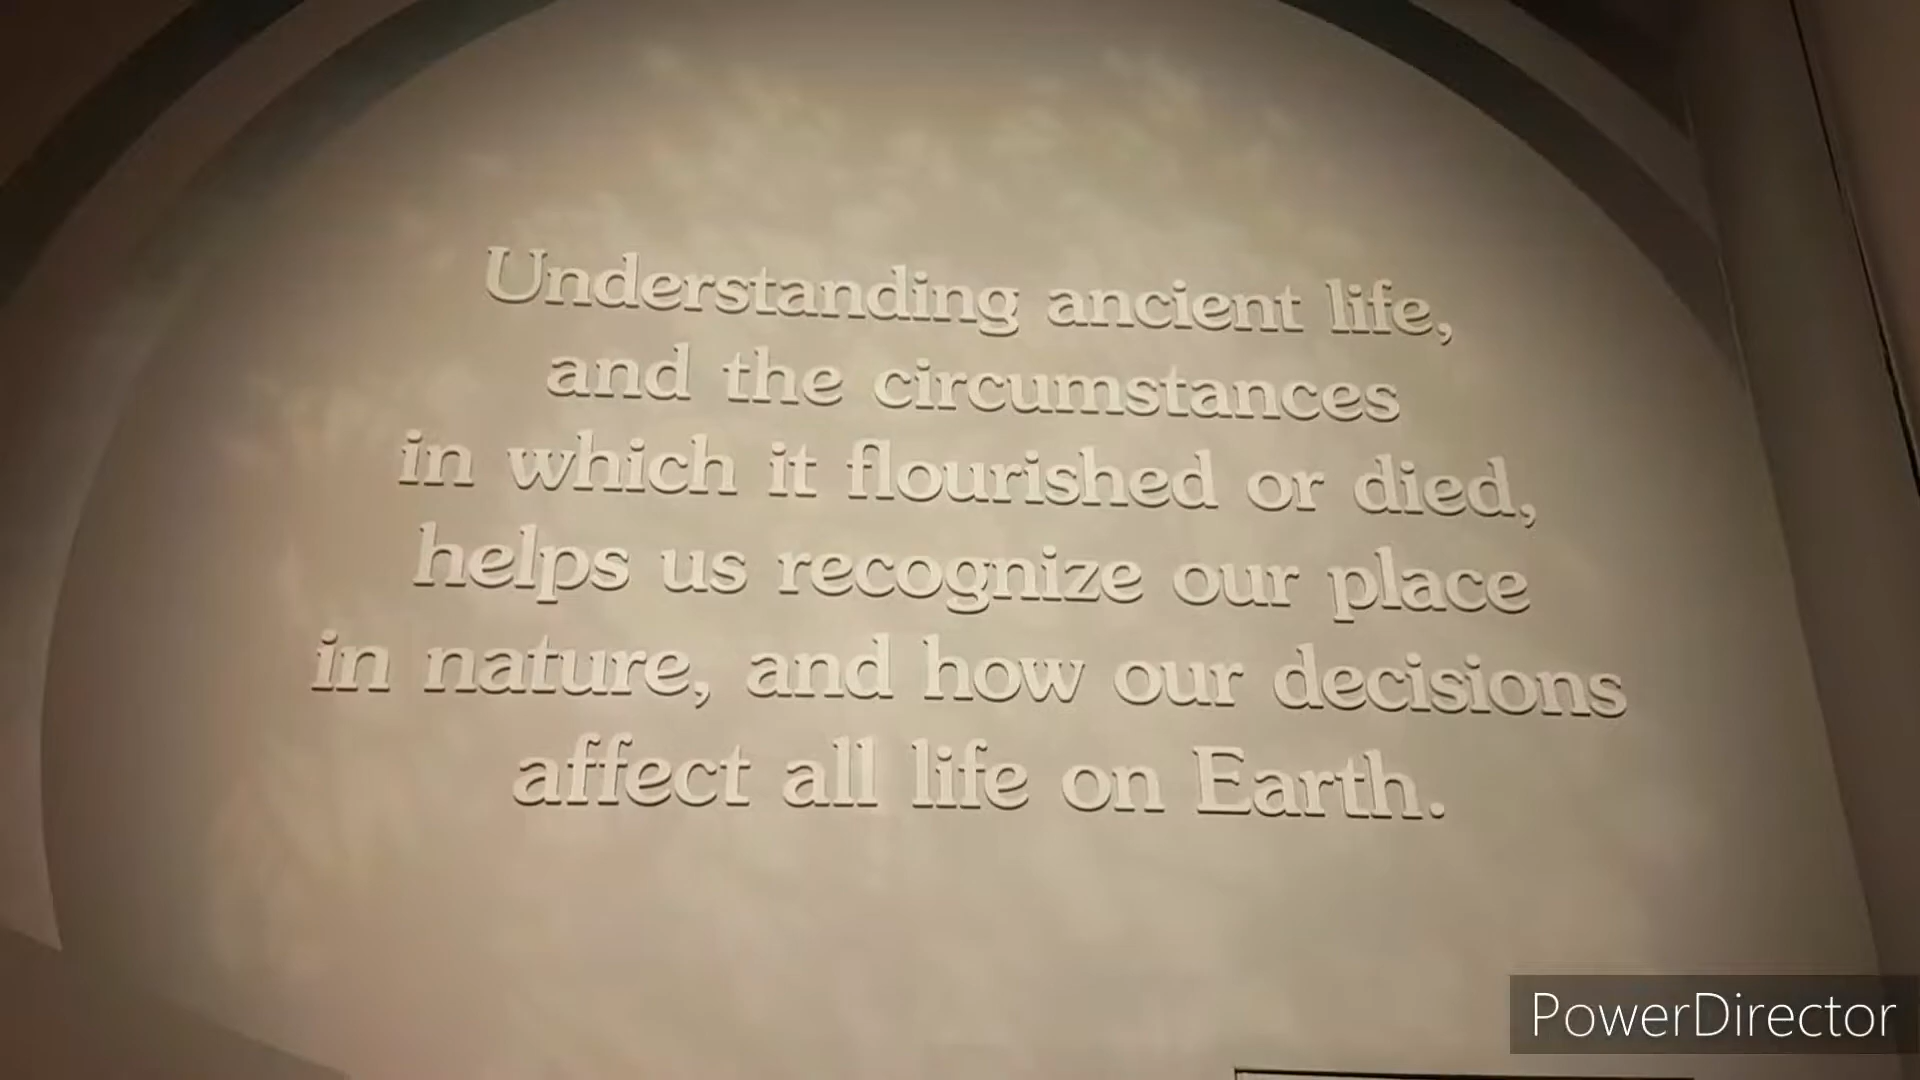 Understanding ancient life,
and the circumstances
in which it flourished or died,
helps us recognize our place
in nature, and how our decisions
affect all life on Earth.
PowerDirector